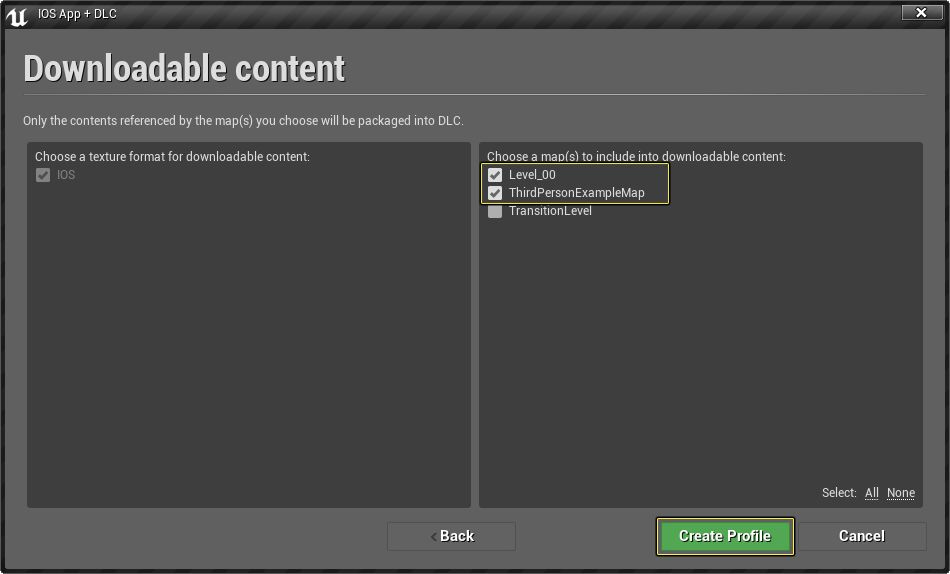 IOS App + DLC
Downloadable content
Only the contents referenced by the map(s) you choose will be packaged into DLC.
Choose a texture format for downloadable content:
IOS
Choose a map(s) to include into downloadable content:
Level_00
ThirdPersonExampleMap
TransitionLevel
Select: All None
< Back
Create Profile
Cancel